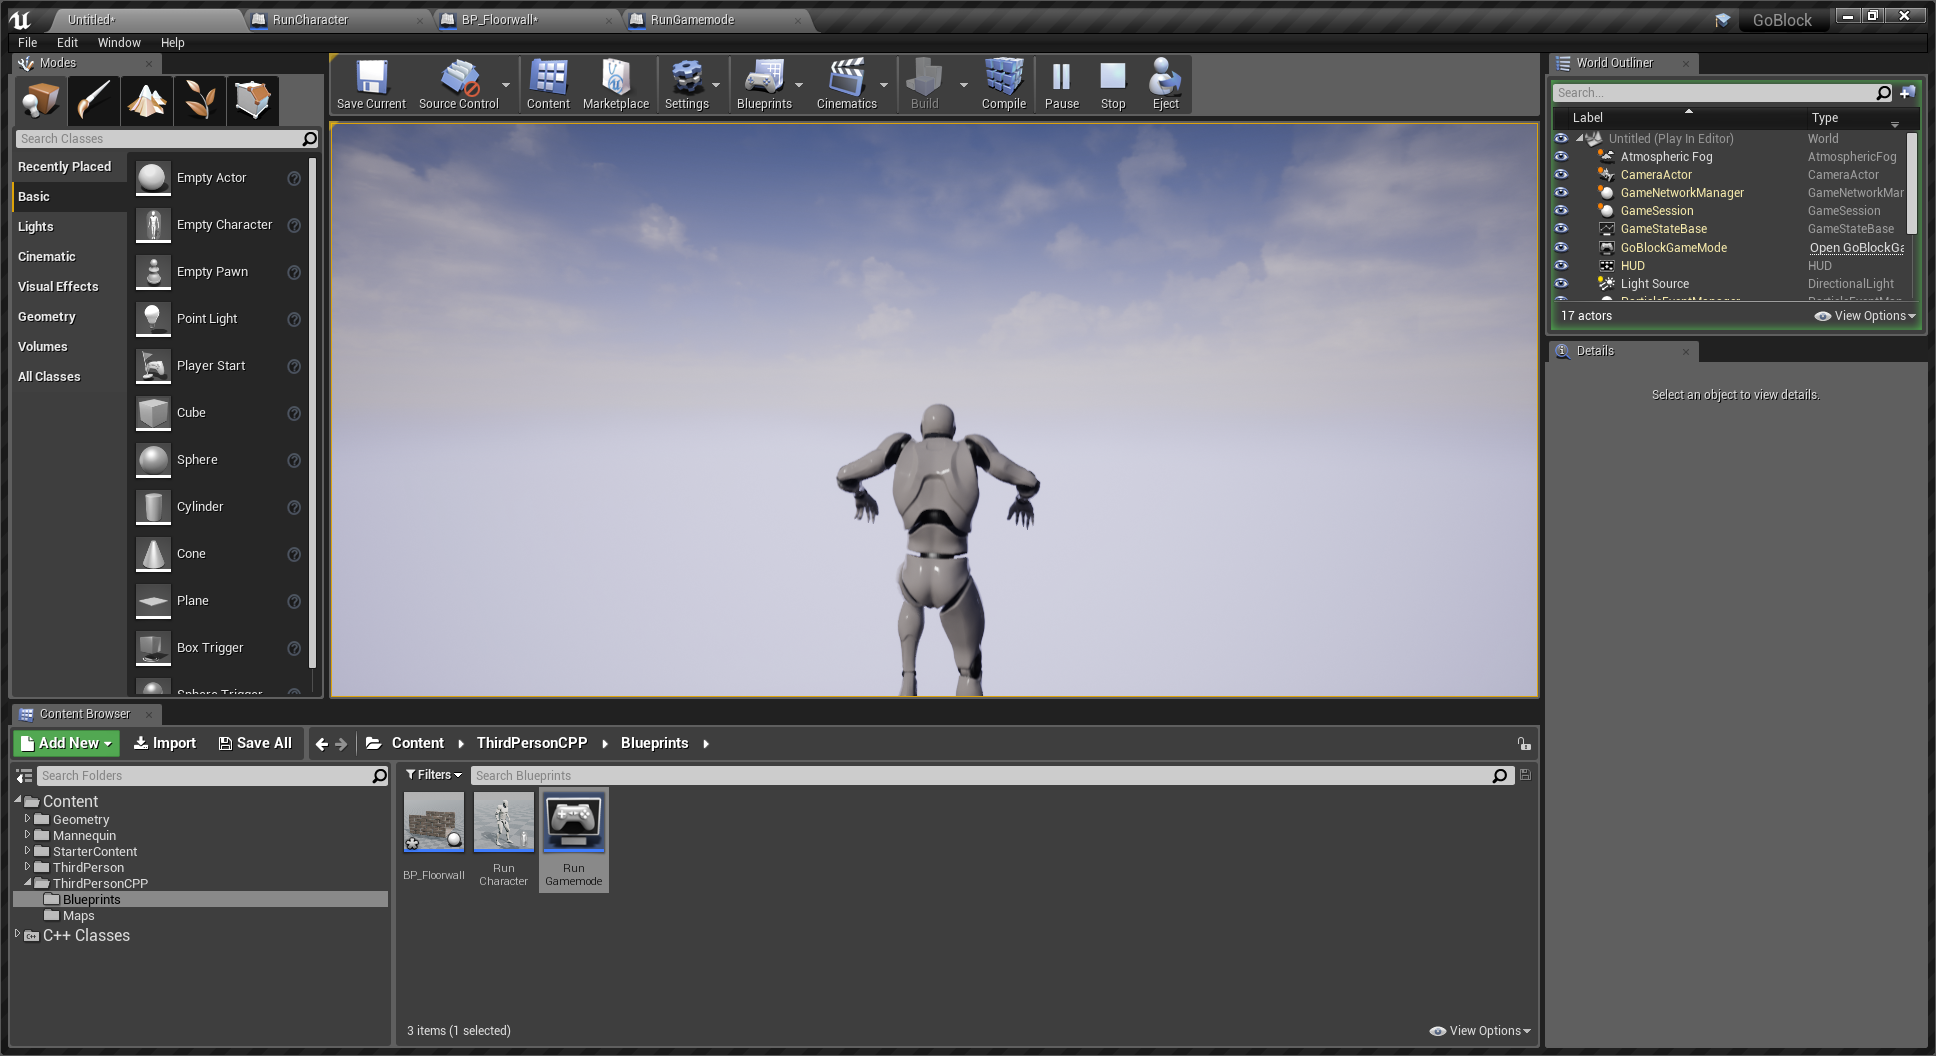 Untitled*
RunCharacter
BP_Floorwall*
RunGamemode
GoBlock
File Edit Window Help
Modes
Search Classes
Recently Placed
Basic
Lights
Cinematic
Visual Effects
Geometry
Volumes
All Classes
Empty Actor
Empty Character
Empty Pawn
Point Light
Player Start
Cube
Sphere
Cylinder
Cone
Plane
Box Trigger
Sphere Trigger
Save Current
Source Control
Content
Marketplace
Settings
Blueprints
Cinematics
Build
Compile
Pause
Stop
Eject
World Outliner
Search...
Label Type
Untitled (Play In Editor) World
Atmospheric Fog AtmosphericFog
CameraActor CameraActor
GameNetworkManager GameNetworkMar
GameSession GameSession
GameStateBase GameStateBase
GoBlockGameMode Open GoBlockGa
HUD HUD
Light Source DirectionalLight
17 actors
View Options
Details
Select an object to view details.
Content Browser
Add New Import Save All Content ThirdPersonCPP Blueprints
Search Folders
Content
Geometry
Mannequin
StarterContent
ThirdPerson
ThirdPersonCPP
Blueprints
Maps
C++ Classes
Filters
Search Blueprints
BP_Floorwall
Run
Character
Run
Gamemode
3 items (1 selected)
View Options